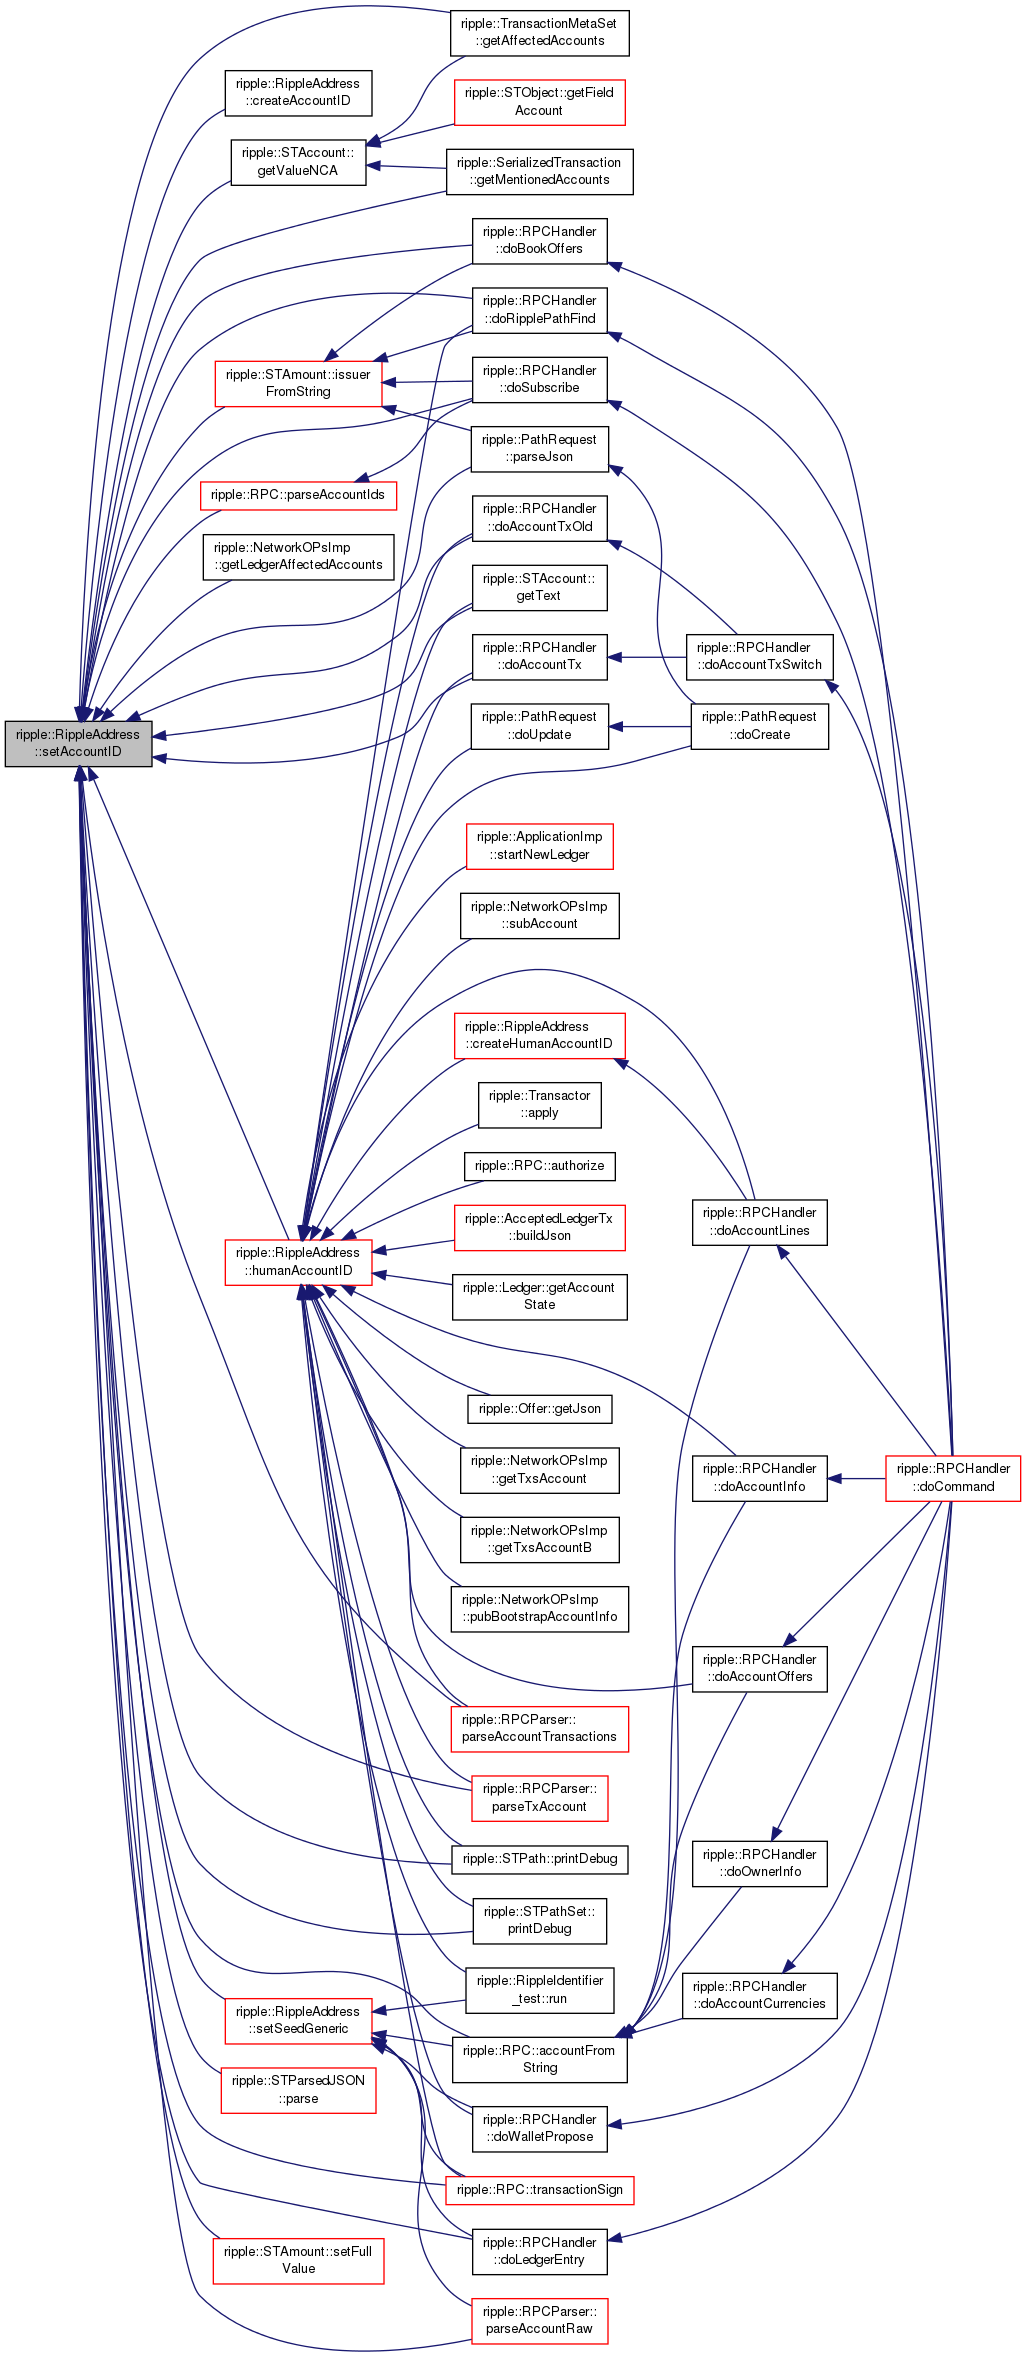 ripple::TransactionMetaSet
::getAffectedAccounts
ripple::RippleAddress
::createAccountID
ripple::STObject::getField
Account
ripple::STAccount::
getValueNCA
ripple::SerializedTransaction
::getMentionedAccounts
ripple::RPCHandler
::doBookOffers
ripple::RPCHandler
::doRipplePathFind
ripple::STAmount::issuer
FromString
ripple::RPCHandler
::doSubscribe
ripple::PathRequest
::parseJson
ripple::RPC::parseAccountIds
ripple::RPCHandler
::doAccountTxOld
ripple::NetworkOPsImp
::getLedgerAffectedAccounts
ripple::STAccount::
getText
ripple::RPCHandler
::doAccountTx
ripple::RPCHandler
::doAccountTxSwitch
ripple::RippleAddress
::setAccountID
ripple::PathRequest
::doUpdate
ripple::PathRequest
::doCreate
ripple::ApplicationImp
::startNewLedger
ripple::NetworkOPsImp
::subAccount
ripple::RippleAddress
::createHumanAccountID
ripple::Transactor
::apply
ripple::RPC::authorize
ripple::RPCHandler
::doAccountLines
ripple::AcceptedLedgerTx
::buildJson
ripple::RippleAddress
::humanAccountID
ripple::Ledger::getAccount
State
ripple::Offer::getJson
ripple::NetworkOPsImp
::getTxsAccount
ripple::RPCHandler
::doAccountInfo
ripple::RPCHandler
::doCommand
ripple::NetworkOPsImp
::getTxsAccountB
ripple::NetworkOPsImp
::pubBootstrapAccountInfo
ripple::RPCHandler
::doAccountOffers
ripple::RPCParser::
parseAccountTransactions
ripple::RPCParser::
parseTxAccount
ripple::STPath::printDebug
ripple::RPCHandler
::doOwnerInfo
ripple::STPathSet::
printDebug
ripple::RippleIdentifier
_test::run
ripple::RPCHandler
::doAccountCurrencies
ripple::RippleAddress
::setSeedGeneric
ripple::RPC::accountFrom
String
ripple::STParsedJSON
::parse
ripple::RPCHandler
::doWalletPropose
ripple::RPC::transactionSign
ripple::STAmount::setFull
Value
ripple::RPCHandler
::doLedgerEntry
ripple::RPCParser::
parseAccountRaw